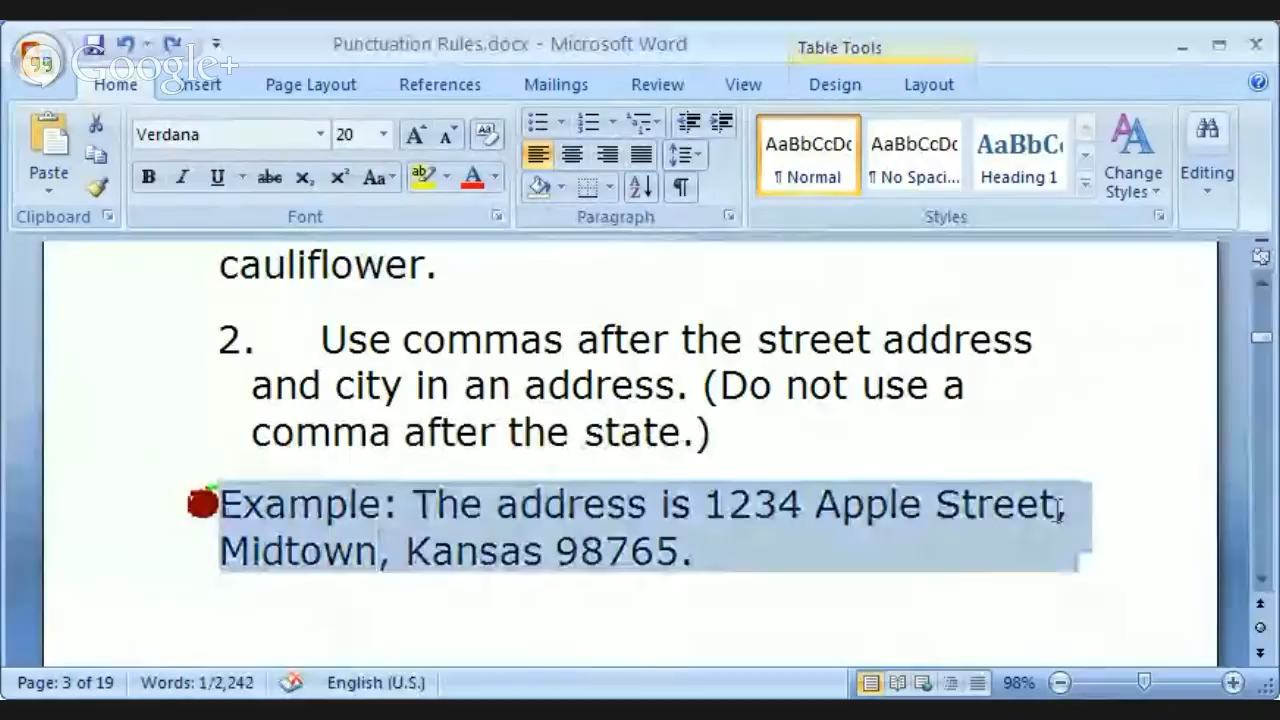 Punctuation Rules.docx - Microsoft Word
Table Tools
Google+
Home
Insert
Page Layout
References
Mailings
Review
View
Design
Layout
Paste
Clipboard
Verdana
20
Font
Paragraph
AaBbCcDc
AaBbCcDc
AaBbC
¶ Normal
¶ No Spaci...
Heading 1
Change
Styles
Styles
Editing
cauliflower.
2. Use commas after the street address
and city in an address. (Do not use a
comma after the state.)
Example: The address is 1234 Apple Street,
Midtown, Kansas 98765.
Page: 3 of 19
Words: 1/2,242
English (U.S.)
98%